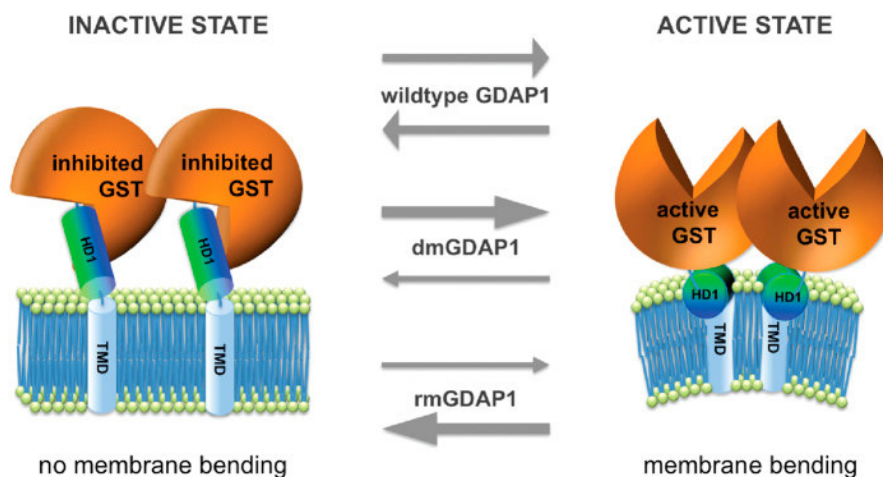 INACTIVE STATE
inhibited
GST
inhibited
GST
HD1
HD1
TMD
TMD
no membrane bending
wildtype GDAP1
dmGDAP1
rmGDAP1
ACTIVE STATE
active
GST
active
GST
HD1
HD1
TMD
TMD
membrane bending